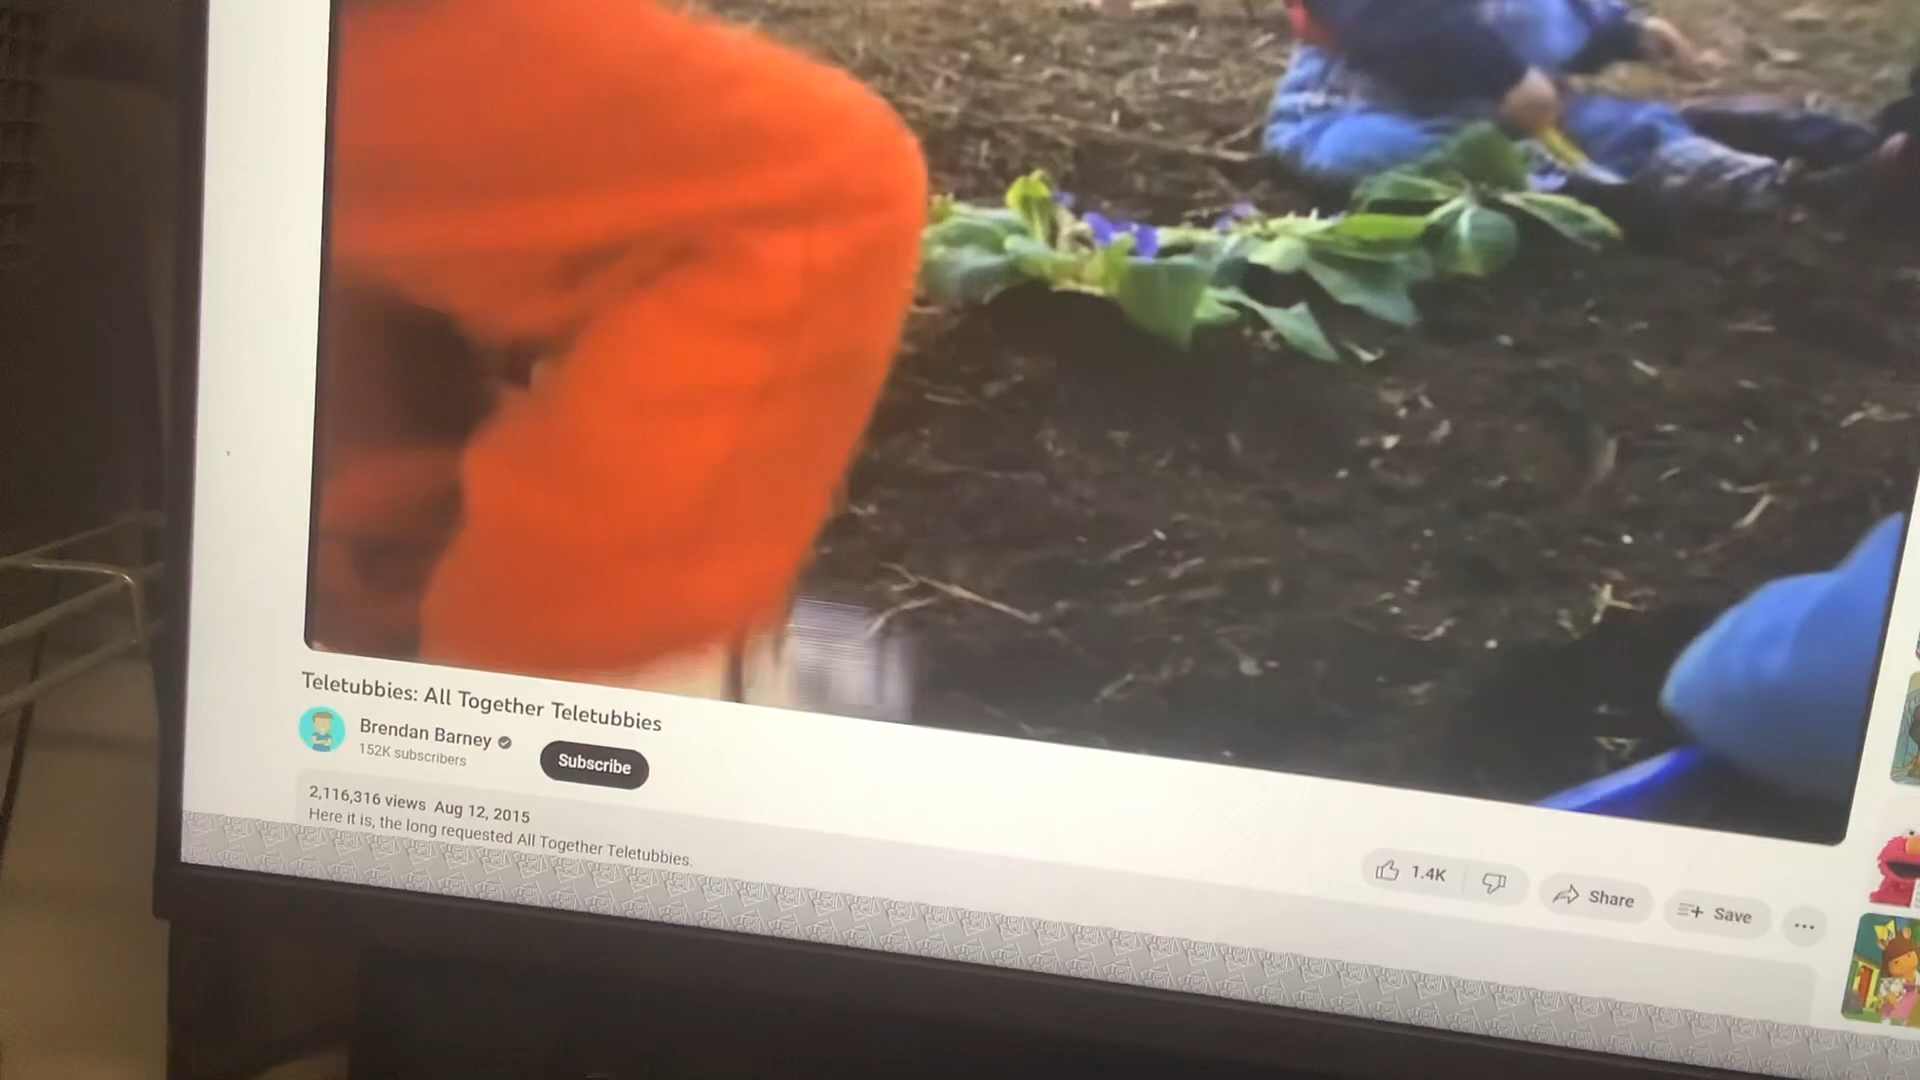 Teletubbies: All Together Teletubbies
Brendan Barney
152K subscribers
Subscribe
2,116,316 views Aug 12, 2015
Here it is, the long requested All Together Teletubbies.
1.4K
Share
Save